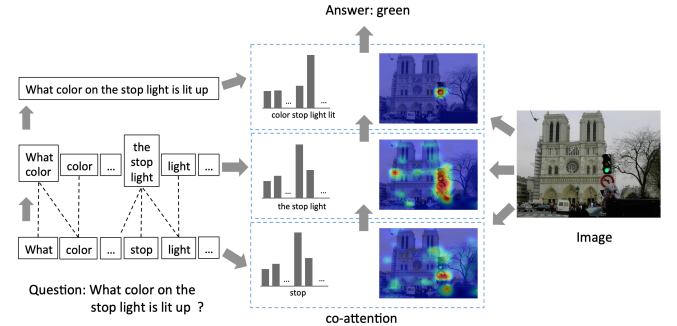 Answer: green
What color on the stop light is lit up
... ...
color stop light lit
What
color
color
...
the
stop
light
light
...
... ...
the stop light
What
color
...
stop
light
...
... ...
stop
Image
Question: What color on the
stop light is lit up ?
co-attention